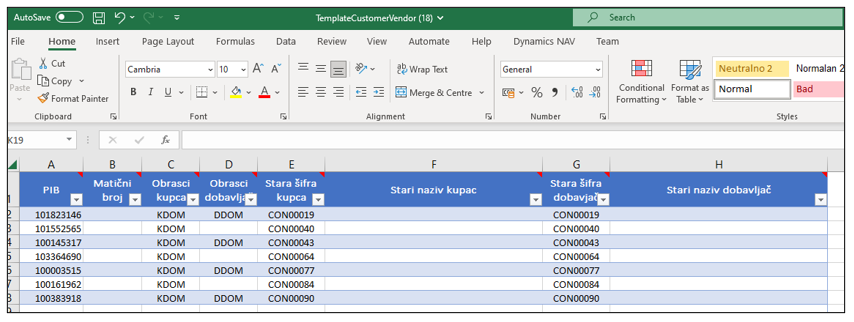 AutoSave Off TemplateCustomerVendor (18) Search
File Home Insert Page Layout Formulas Data Review View Automate Help Dynamics NAV Team
Paste Cut Copy Format Painter
Cambria 10 Wrap Text General Conditional Formatting Format as Table Neutralno 2 Normalan 2
B I U A Merge & Centre % Normal Bad
Clipboard Font Alignment Number Styles
K19 fx
A B C D E F G H
1 PIB Matični broj Obrasci kupca Obrasci dobavlja Stara šifra kupca Stari naziv kupac Stara šifra dobavjač Stari naziv dobavljač
2 101823146 KDOM DDOM CON00019 CON00019
3 101552565 KDOM CON00040 CON00040
4 100145317 KDOM DDOM CON00043 CON00043
5 103364690 KDOM CON00064 CON00064
6 100003515 KDOM DDOM CON00077 CON00077
7 100161962 KDOM CON00084 CON00084
8 100383918 KDOM DDOM CON00090 CON00090